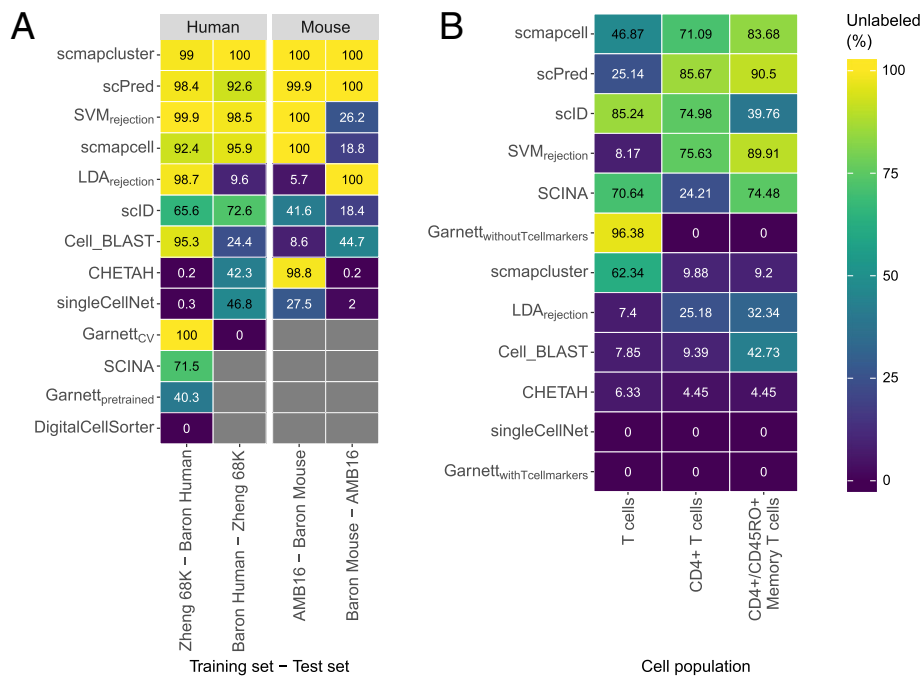 A
Human Mouse
scmapcluster 99 100 100 100
scPred 98.4 92.6 99.9 100
SVMrejection 99.9 98.5 100 26.2
scmapcell 92.4 95.9 100 18.8
LDArejection 98.7 9.6 5.7 100
scID 65.6 72.6 41.6 18.4
Cell_BLAST 95.3 24.4 8.6 44.7
CHETAH 0.2 42.3 98.8 0.2
singleCellNet 0.3 46.8 27.5 2
GarnettCV 100 0
SCINA 71.5
Garnettpretrained 40.3
DigitalCellSorter 0
Zheng 68K − Baron Human
Baron Human − Zheng 68K
AMB16 − Baron Mouse
Baron Mouse − AMB16
Training set − Test set
B
scmapcell 46.87 71.09 83.68
scPred 25.14 85.67 90.5
scID 85.24 74.98 39.76
SVMrejection 8.17 75.63 89.91
SCINA 70.64 24.21 74.48
GarnettwithoutTcellmarkers 96.38 0 0
scmapcluster 62.34 9.88 9.2
LDArejection 7.4 25.18 32.34
Cell_BLAST 7.85 9.39 42.73
CHETAH 6.33 4.45 4.45
singleCellNet 0 0 0
GarnettwithTcellmarkers 0 0 0
T cells
CD4+ T cells
CD4+/CD45RO+
Memory T cells
Cell population
Unlabeled
(%)
100
75
50
25
0